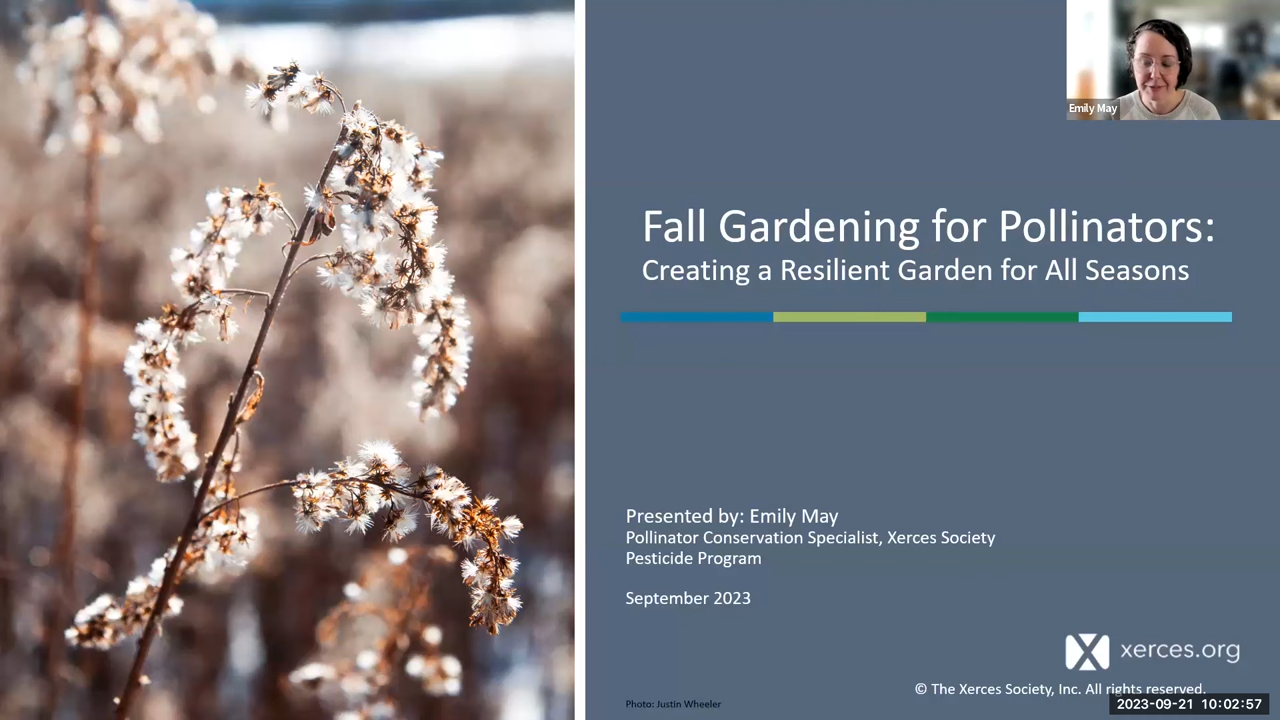 Emily May
Fall Gardening for Pollinators:
Creating a Resilient Garden for All Seasons
Presented by: Emily May
Pollinator Conservation Specialist, Xerces Society
Pesticide Program
September 2023
xerces.org
© The Xerces Society, Inc. All rights reserved.
Photo: Justin Wheeler
2023-09-21 10:02:57